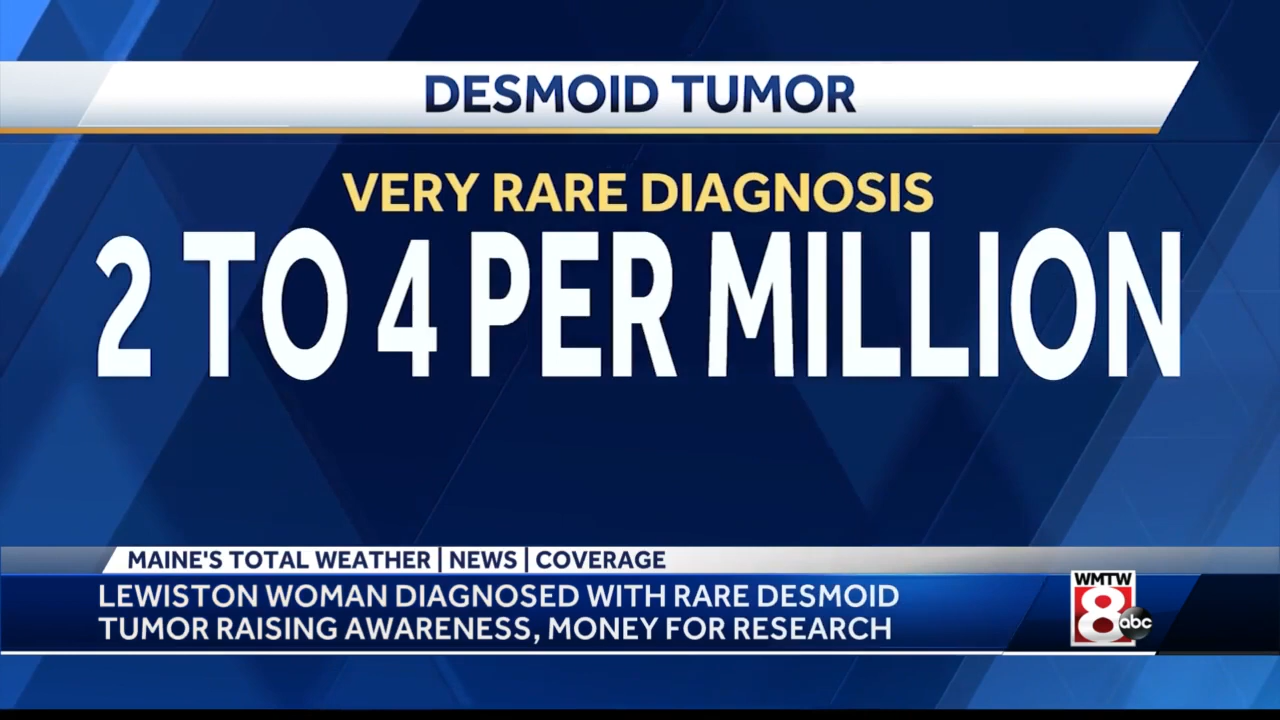 DESMOID TUMOR
VERY RARE DIAGNOSIS
2 TO 4 PER MILLION
MAINE'S TOTAL WEATHER | NEWS | COVERAGE
LEWISTON WOMAN DIAGNOSED WITH RARE DESMOID
TUMOR RAISING AWARENESS, MONEY FOR RESEARCH
WMTW
8
abc